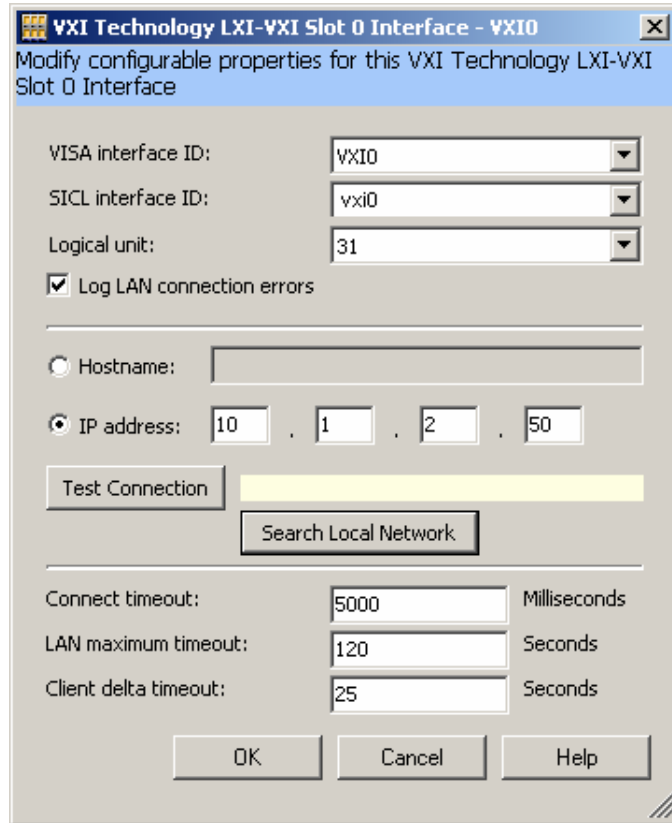 VXI Technology LXI-VXI Slot 0 Interface - VXI0
Modify configurable properties for this VXI Technology LXI-VXI
Slot 0 Interface
VISA interface ID: VXI0
SICL interface ID: vxi0
Logical unit: 31
Log LAN connection errors
Hostname:
IP address: 10 . 1 . 2 . 50
Test Connection
Search Local Network
Connect timeout: 5000 Milliseconds
LAN maximum timeout: 120 Seconds
Client delta timeout: 25 Seconds
OK Cancel Help